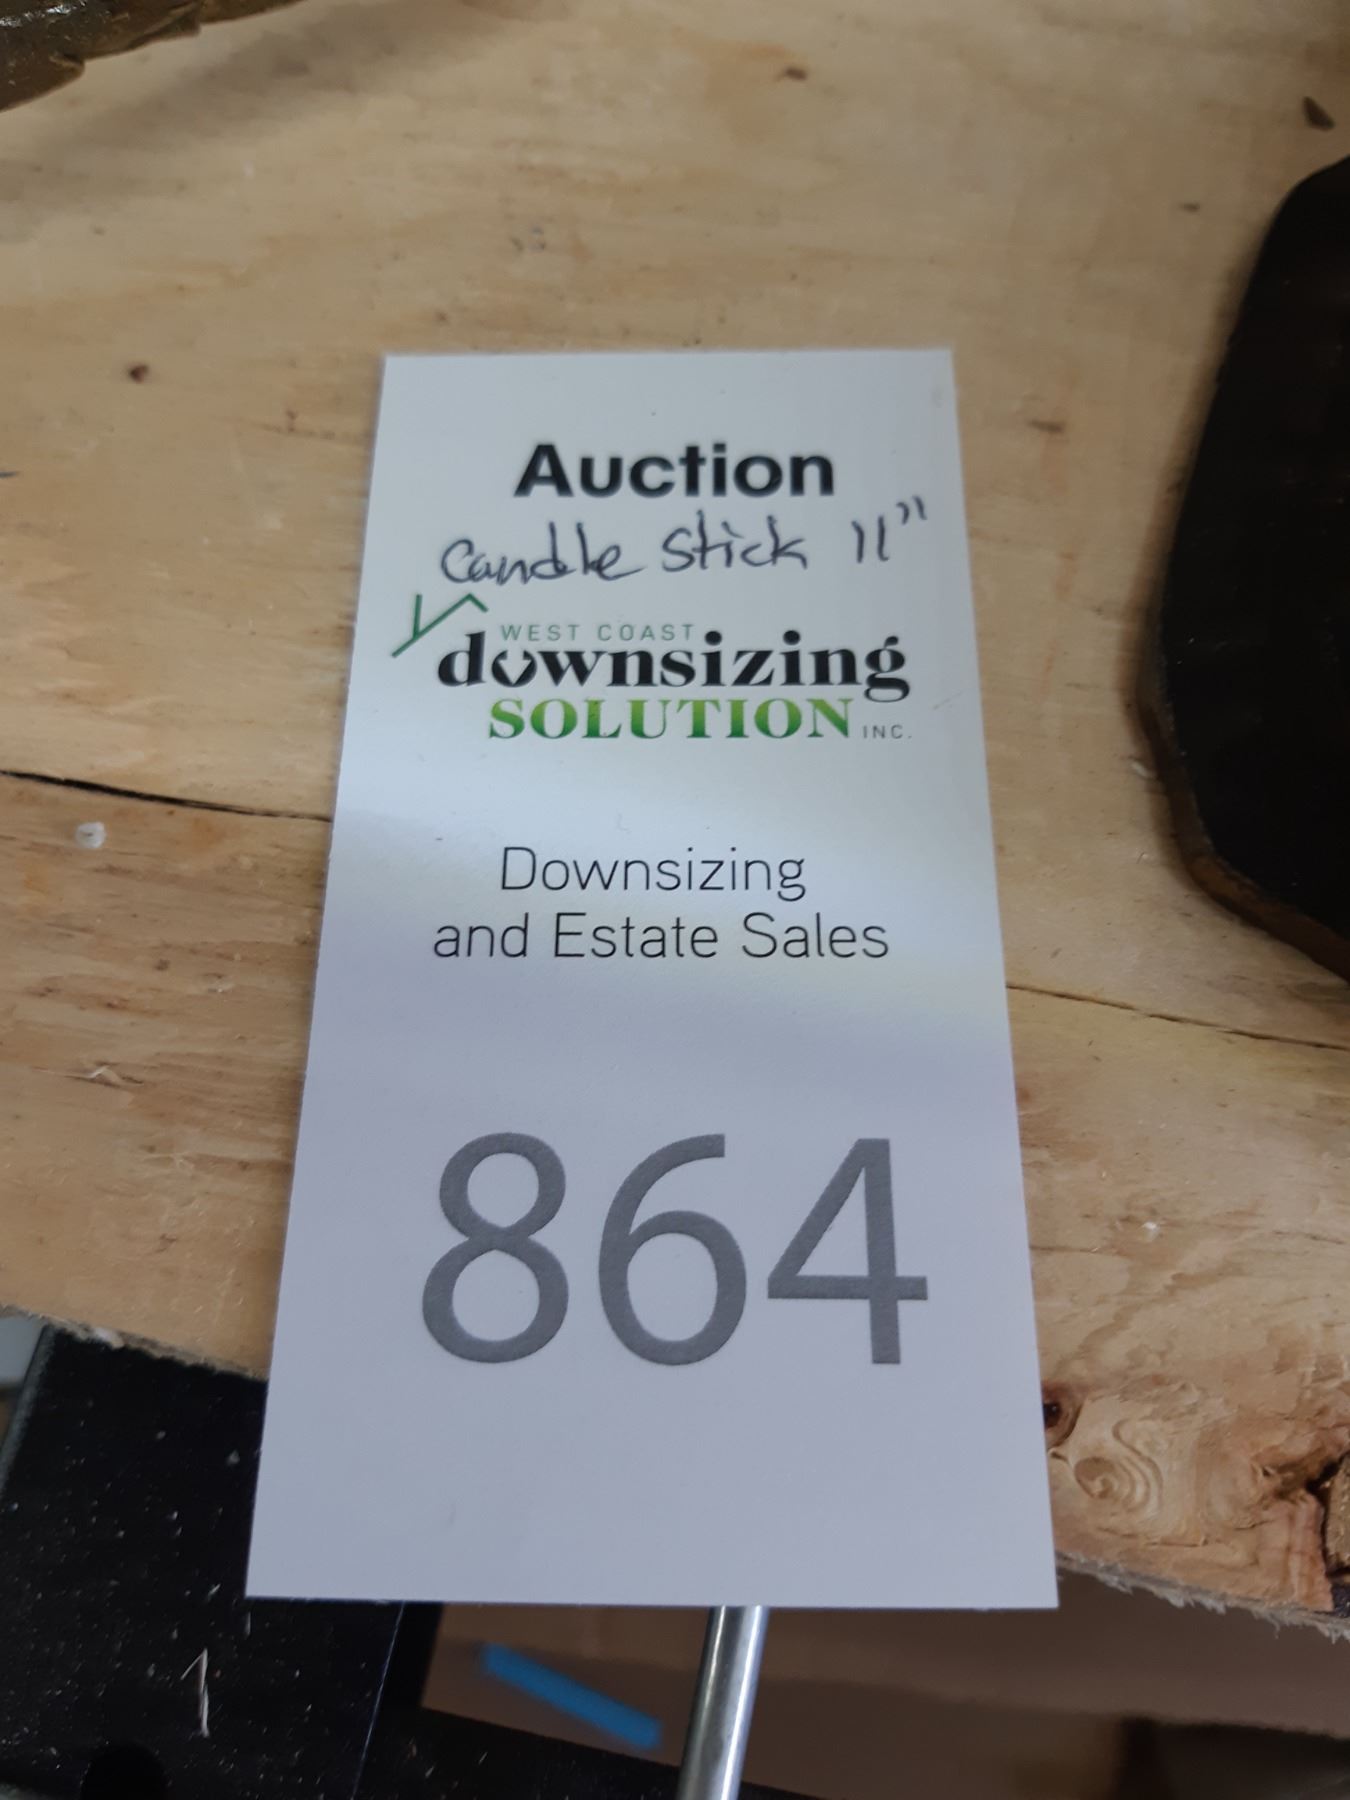 Auction
Candle Stick 11"
WEST COAST
downsizing
SOLUTION INC.
Downsizing
and Estate Sales
864